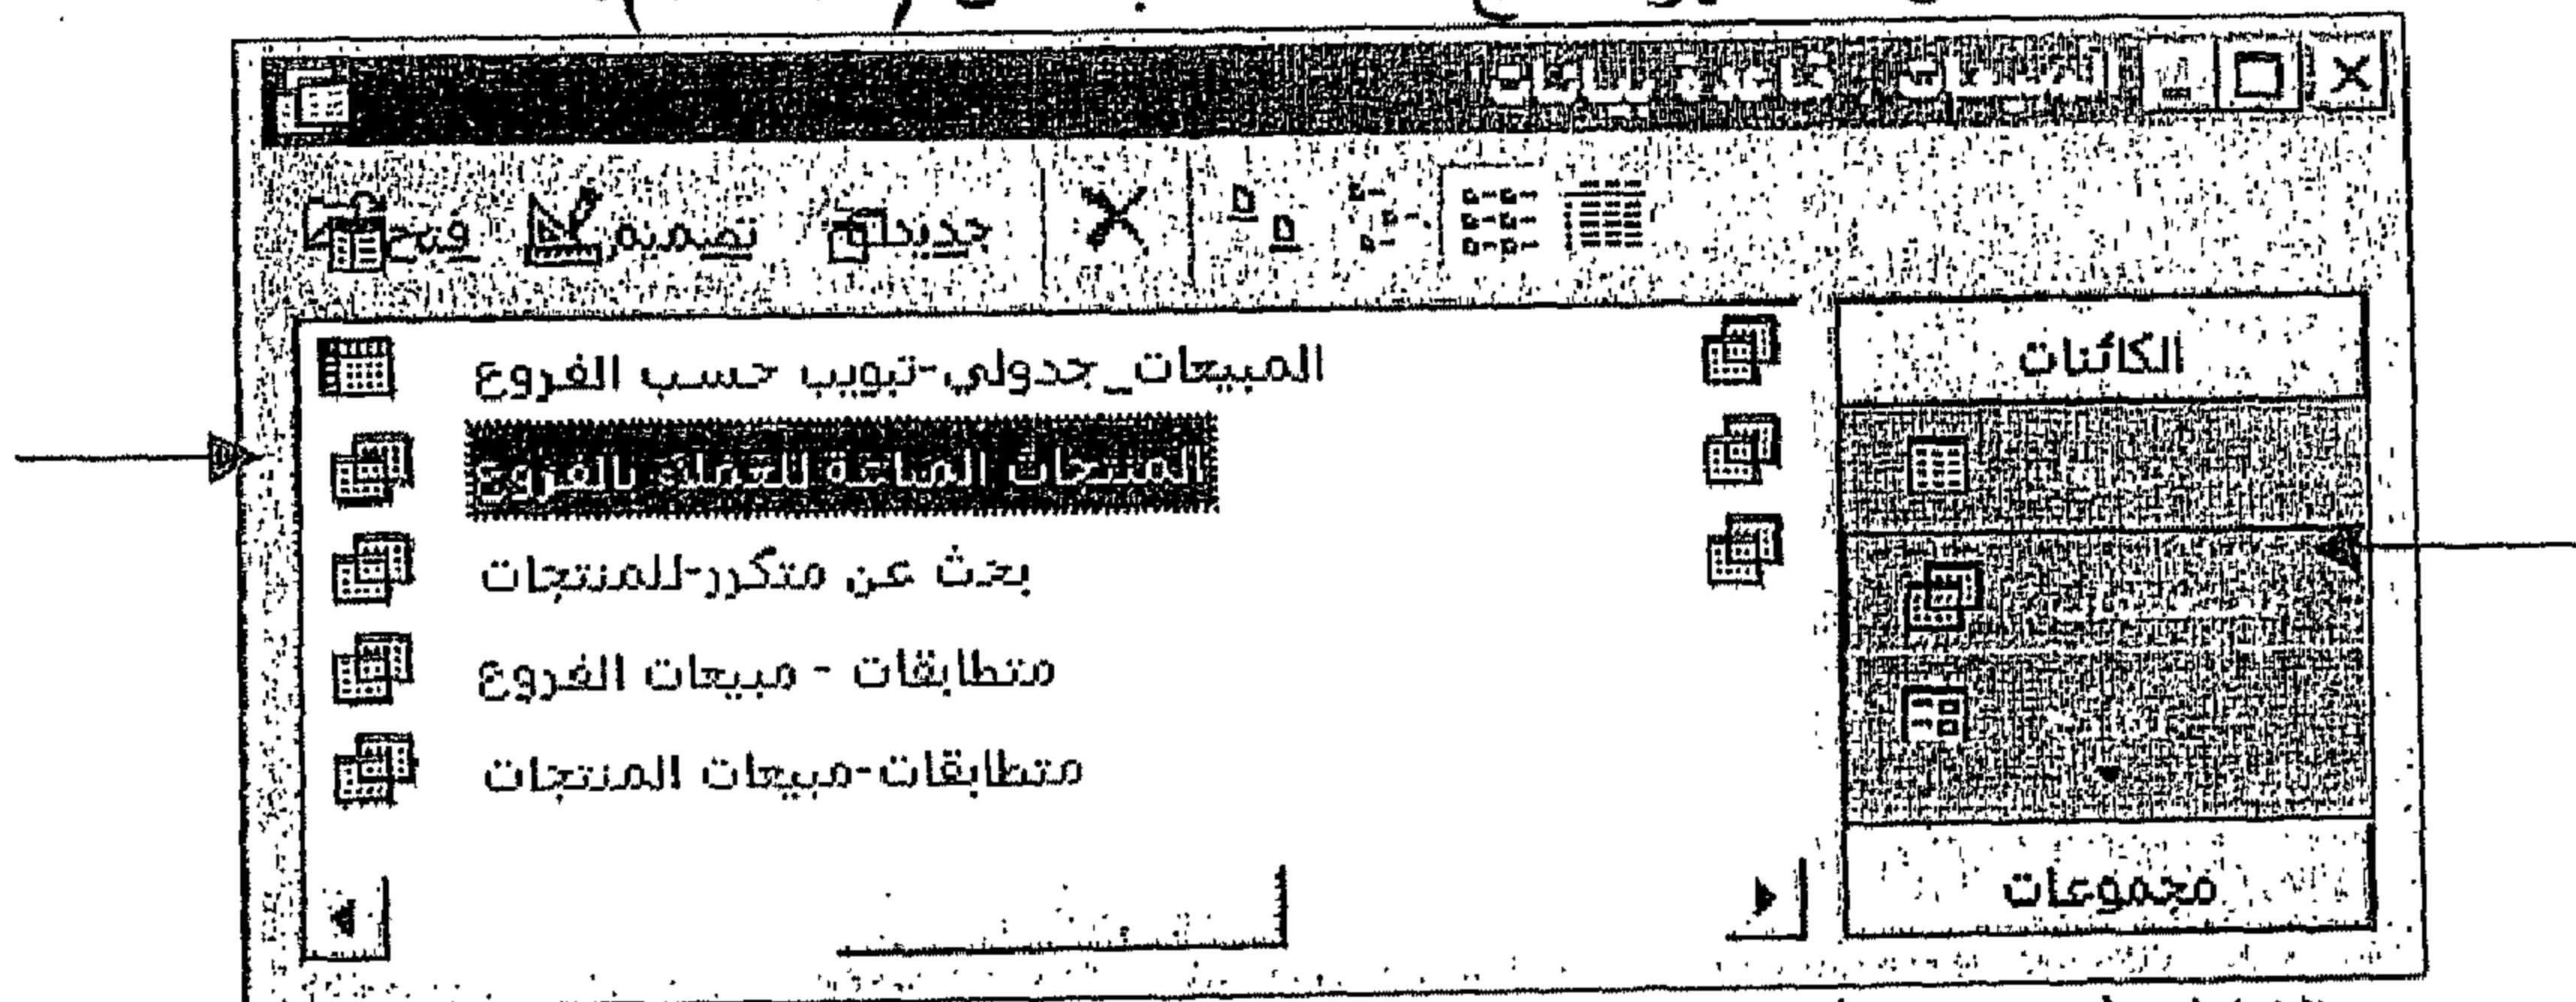 المبيعات : قاعدة بيانات
فتح تصميم جديد
الكائنات
المبيعات_جدولي-تبويب حسب الفروع
المنتجات المباعة للعملاء بالفروع
بحث عن متكرر-للمنتجات
متطابقات - مبيعات الفروع
متطابقات-مبيعات المنتجات
مجموعات